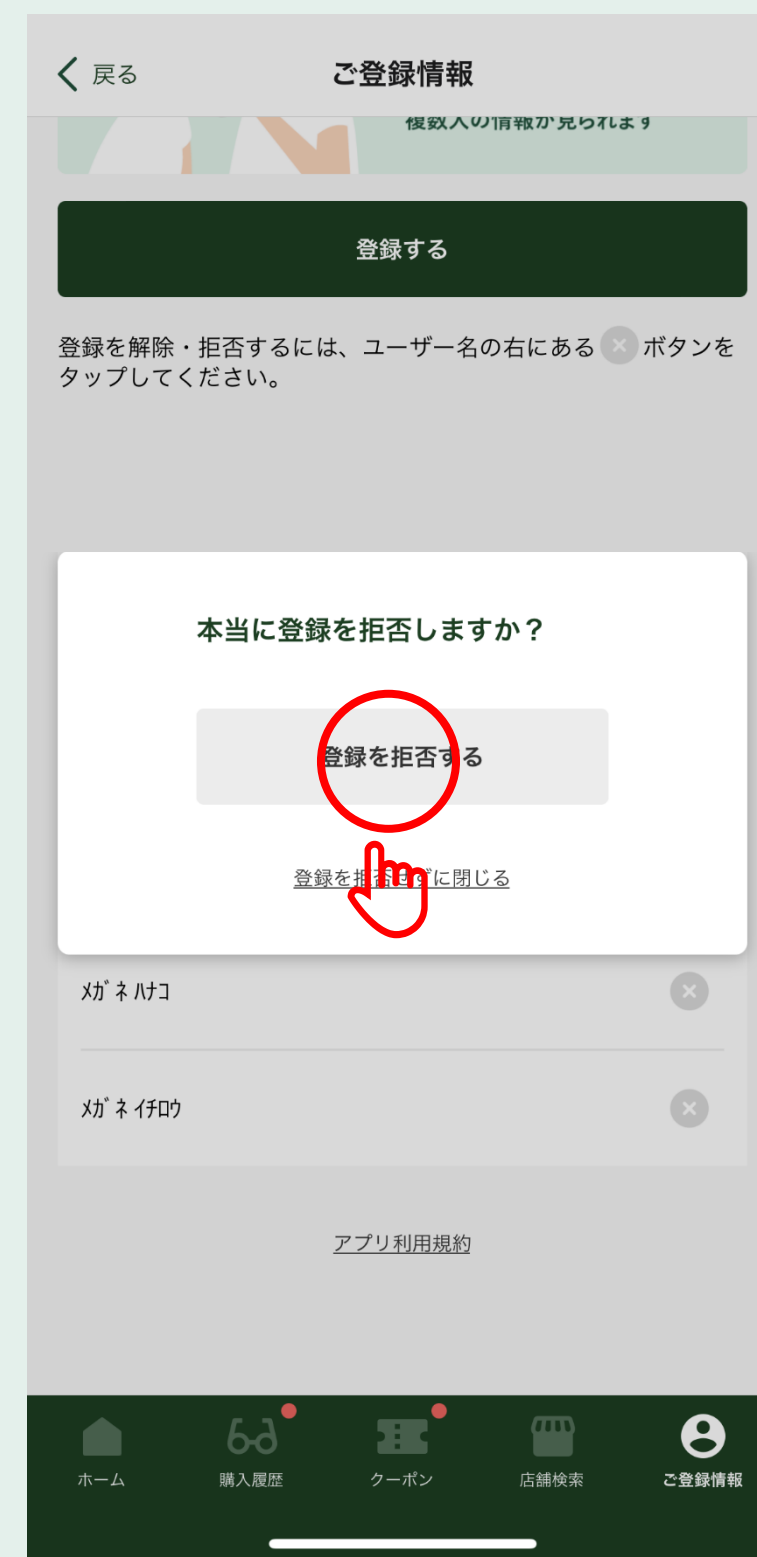 戻る
ご登録情報
複数人の情報が見られます
登録する
登録を解除・拒否するには、ユーザー名の右にある × ボタンを
タップしてください。
本当に登録を拒否しますか？
登録を拒否する
登録を拒否せずに閉じる
ﾒｶﾞﾈ ﾊﾅｺ
ﾒｶﾞﾈ ｲﾁﾛｳ
アプリ利用規約
ホーム
購入履歴
クーポン
店舗検索
ご登録情報